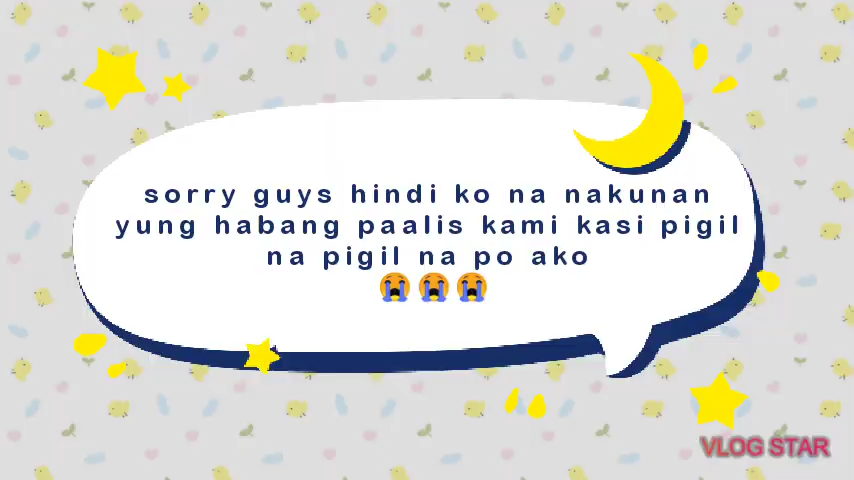 sorry guys hindi ko na nakunan
yung habang paalis kami kasi pigil
na pigil na po ako
😭😭😭
VLOG STAR